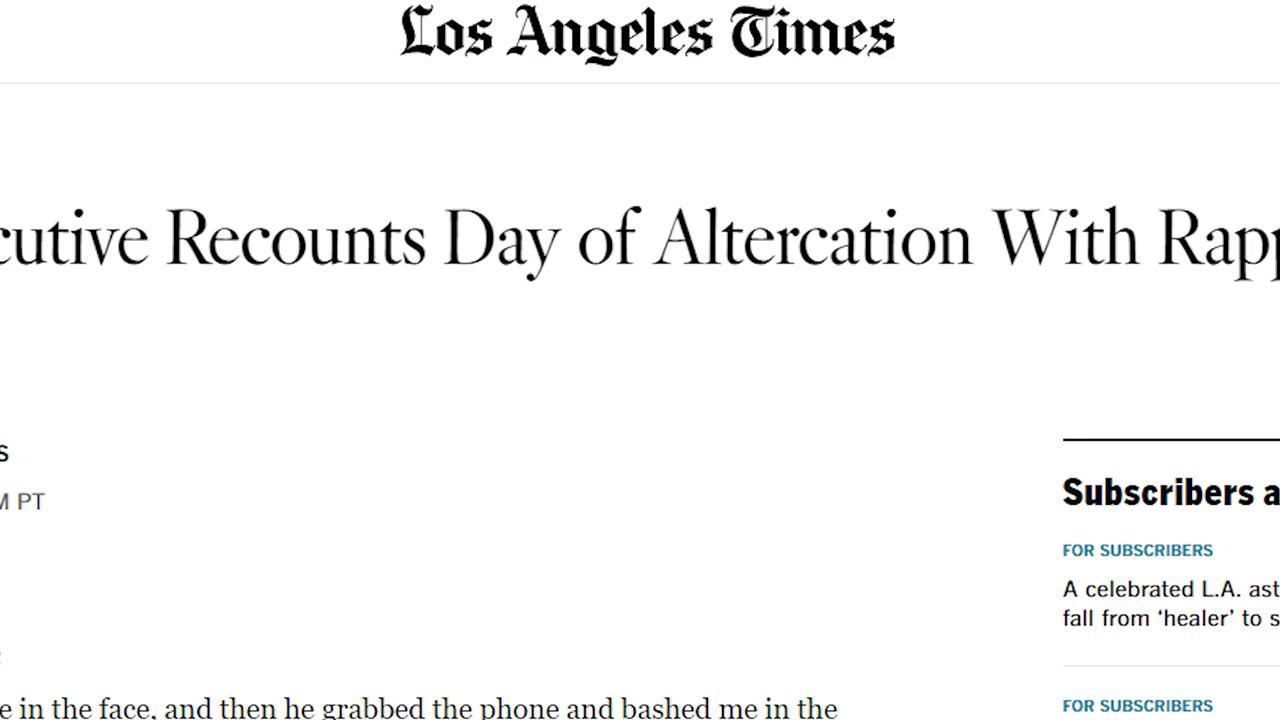 Los Angeles Times
cutive Recounts Day of Altercation With Rapp
S
M PT
Subscribers a
FOR SUBSCRIBERS
A celebrated L.A. ast
fall from ‘healer’ to s
e in the face, and then he grabbed the phone and bashed me in the
FOR SUBSCRIBERS